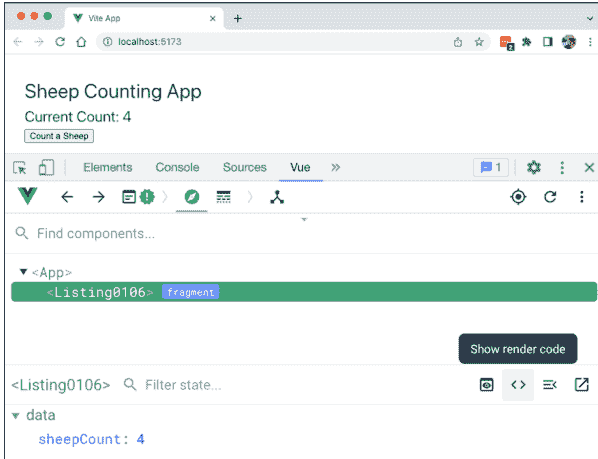 Vite App
localhost:5173
2
Sheep Counting App
Current Count: 4
Count a Sheep
Elements Console Sources Vue » 1
Find components...
<App>
<Listing0106> fragment
Show render code
<Listing0106> Filter state...
data
sheepCount: 4